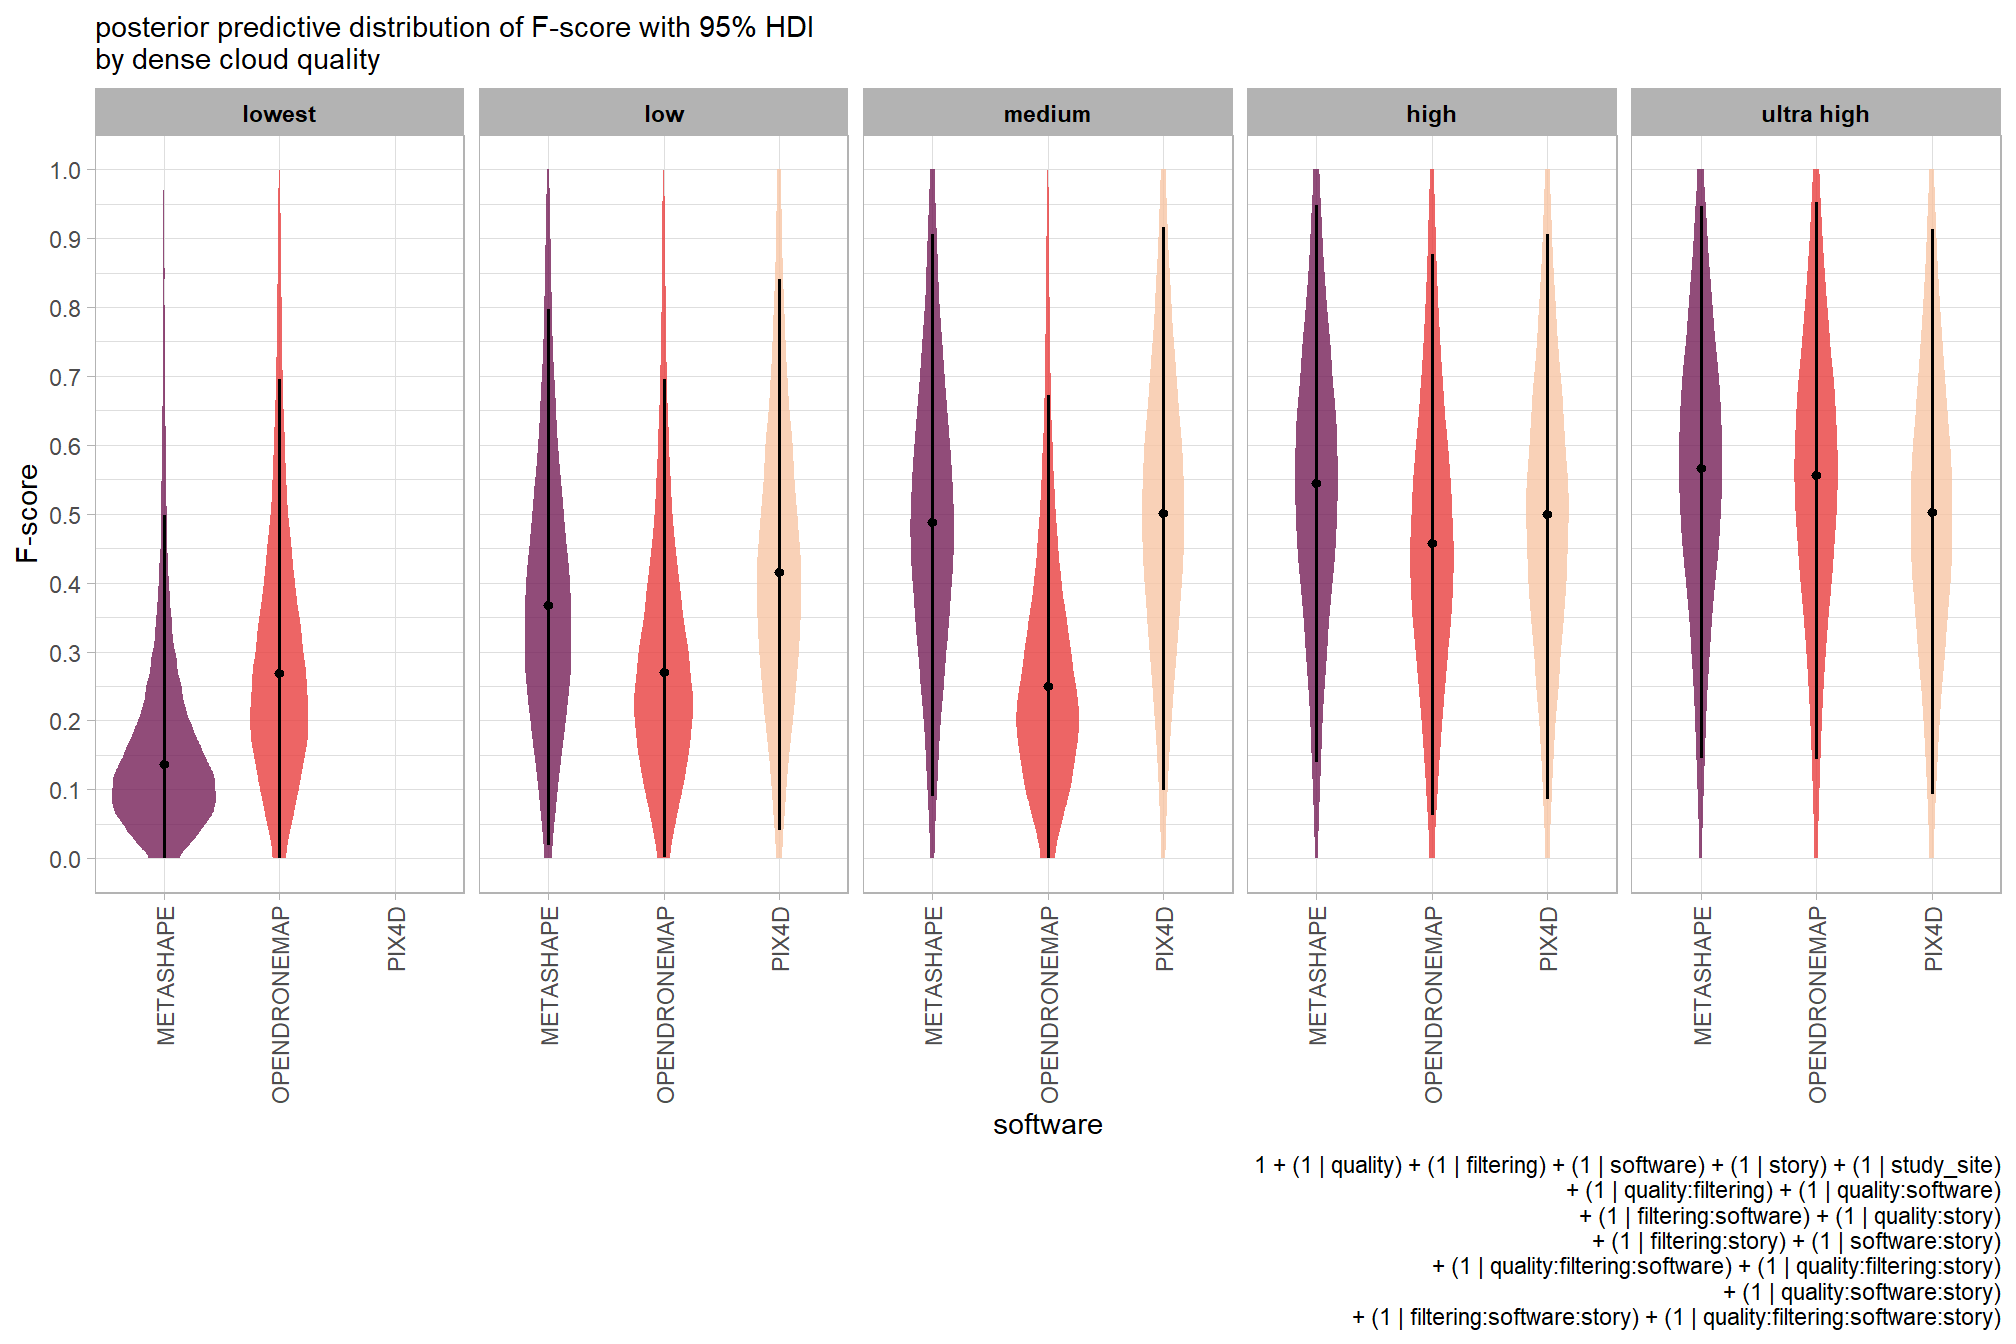 posterior predictive distribution of F-score with 95% HDI
by dense cloud quality
lowest
low
medium
high
ultra high
F-score
1.0
0.9
0.8
0.7
0.6
0.5
0.4
0.3
0.2
0.1
0.0
METASHAPE
OPENDRONEMAP
PIX4D
METASHAPE
OPENDRONEMAP
PIX4D
METASHAPE
OPENDRONEMAP
PIX4D
METASHAPE
OPENDRONEMAP
PIX4D
METASHAPE
OPENDRONEMAP
PIX4D
software
1 + (1 | quality) + (1 | filtering) + (1 | software) + (1 | story) + (1 | study_site)
+ (1 | quality:filtering) + (1 | quality:software)
+ (1 | filtering:software) + (1 | quality:story)
+ (1 | filtering:story) + (1 | software:story)
+ (1 | quality:filtering:software) + (1 | quality:filtering:story)
+ (1 | quality:software:story)
+ (1 | filtering:software:story) + (1 | quality:filtering:software:story)